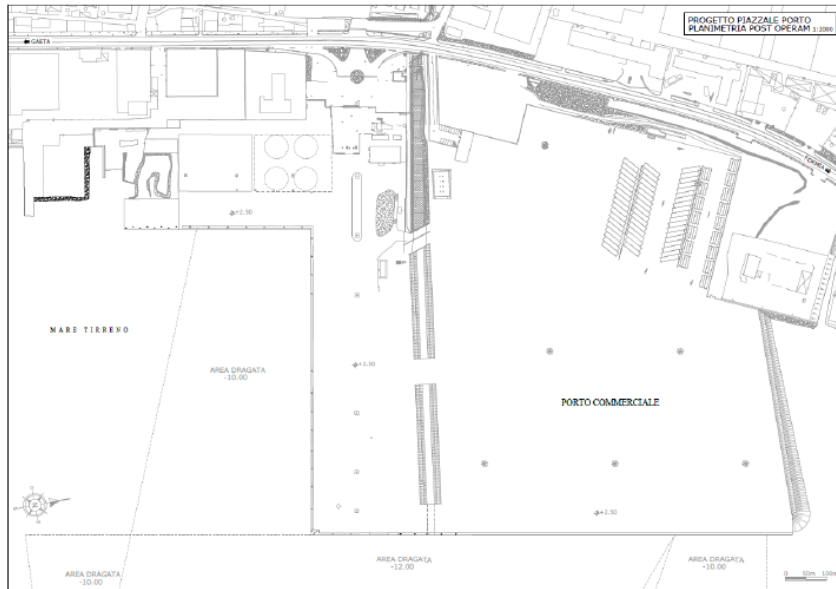 PROGETTO PIAZZALE PORTO
PLANIMETRIA POST OPERAM 1:2000
GAETA
FORMIA
+2.50
MARE TIRRENO
AREA DRAGATA
-10.00
+2.50
PORTO COMMERCIALE
+2.50
AREA DRAGATA
-12.00
AREA DRAGATA
-10.00
AREA DRAGATA
-10.00
0 50m 100m